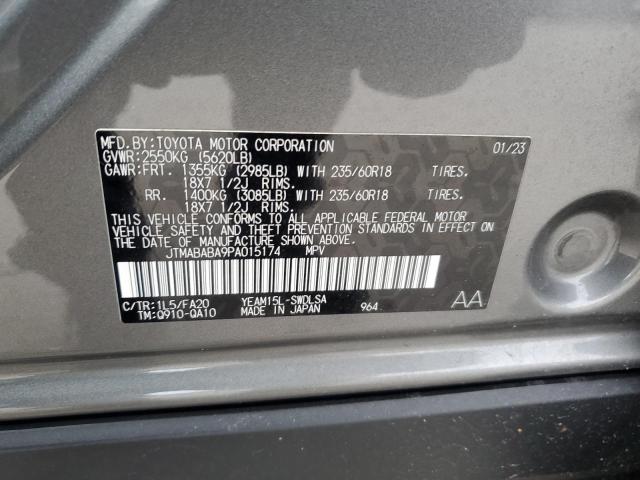 MFD.BY:TOYOTA MOTOR CORPORATION 01/23
GVWR:2550KG (5620LB)
GAWR:FRT. 1355KG (2985LB) WITH 235/60R18 TIRES.
18X7 1/2J RIMS.
RR. 1400KG (3085LB) WITH 235/60R18 TIRES.
18X7 1/2J RIMS.
THIS VEHICLE CONFORMS TO ALL APPLICABLE FEDERAL MOTOR
VEHICLE SAFETY AND THEFT PREVENTION STANDARDS IN EFFECT ON
THE DATE OF MANUFACTURE SHOWN ABOVE.
JTMABABA9PA015174 MPV
C/TR:1L5/FA20 YEAM15L-SWDLSA
TM:Q910-QA10 MADE IN JAPAN 964 AA